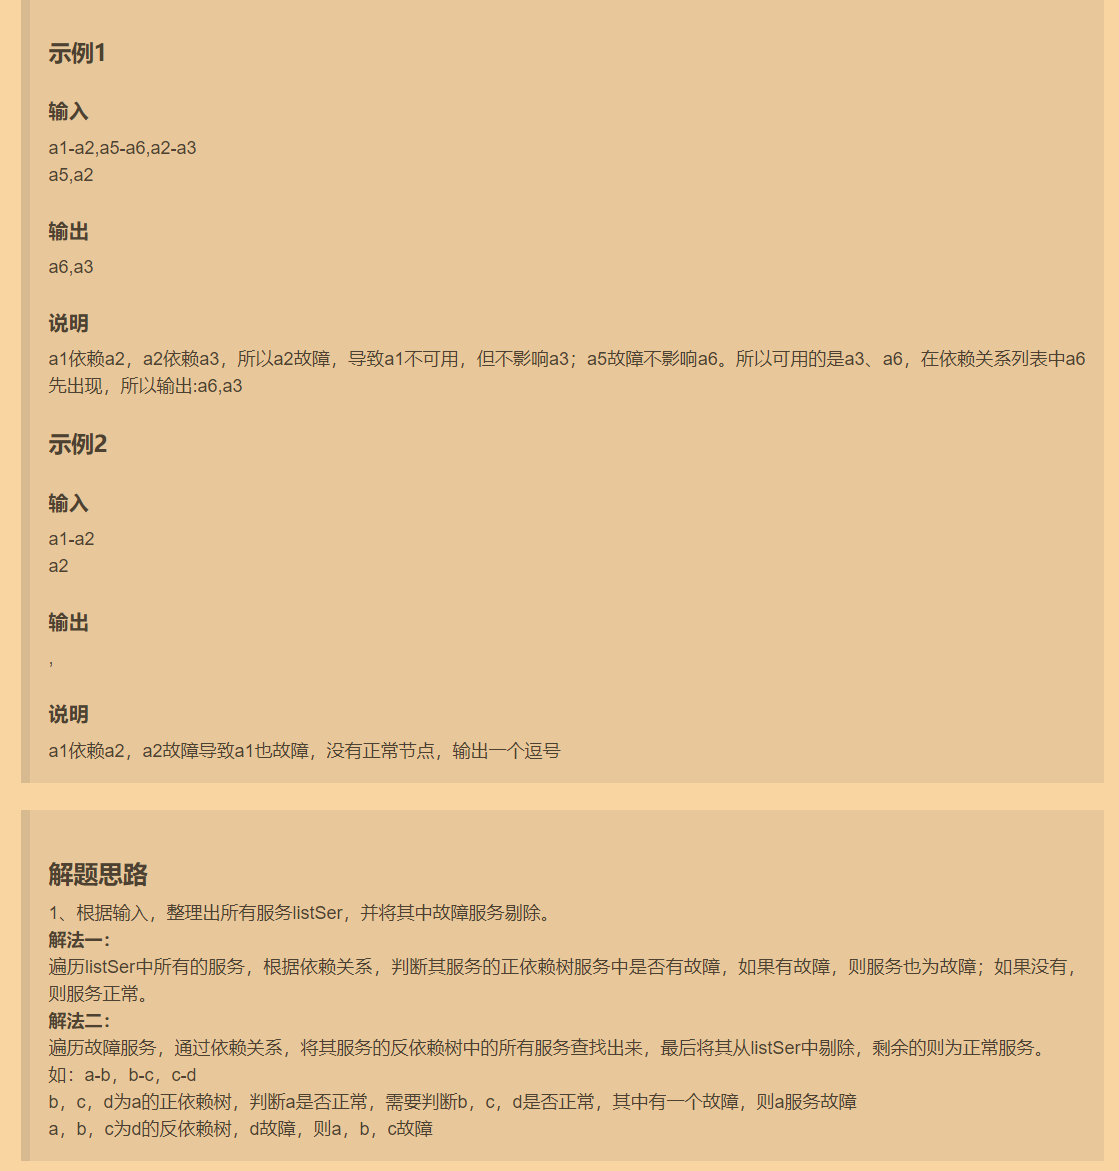 示例1
输入
a1-a2,a5-a6,a2-a3
a5,a2
输出
a6,a3
说明
a1依赖a2，a2依赖a3，所以a2故障，导致a1不可用，但不影响a3；a5故障不影响a6。所以可用的是a3、a6，在依赖关系列表中a6
先出现，所以输出:a6,a3
示例2
输入
a1-a2
a2
输出
,
说明
a1依赖a2，a2故障导致a1也故障，没有正常节点，输出一个逗号
解题思路
1、根据输入，整理出所有服务listSer，并将其中故障服务剔除。
解法一：
遍历listSer中所有的服务，根据依赖关系，判断其服务的正依赖树服务中是否有故障，如果有故障，则服务也为故障；如果没有，
则服务正常。
解法二：
遍历故障服务，通过依赖关系，将其服务的反依赖树中的所有服务查找出来，最后将其从listSer中剔除，剩余的则为正常服务。
如：a-b，b-c，c-d
b，c，d为a的正依赖树，判断a是否正常，需要判断b，c，d是否正常，其中有一个故障，则a服务故障
a，b，c为d的反依赖树，d故障，则a，b，c故障